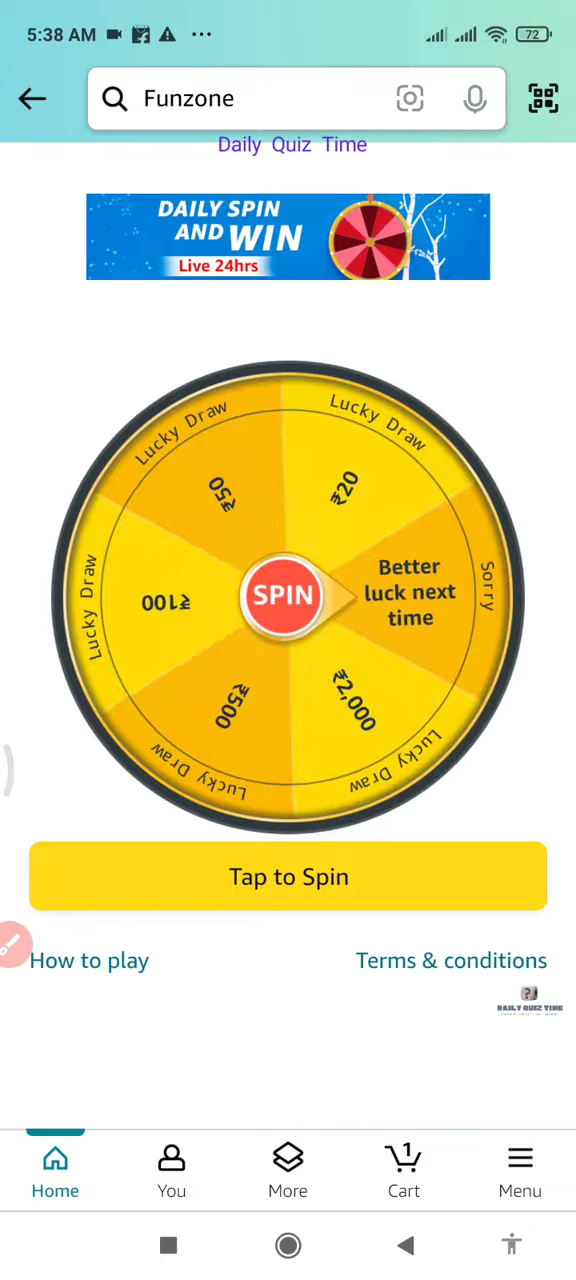 5:38 AM
72
Funzone
Daily Quiz Time
DAILY SPIN
AND WIN
Live 24hrs
Lucky Draw
Lucky Draw
₹50
₹20
Lucky Draw
₹100
SPIN
Better
luck next
time
Sorry
₹500
₹2,000
Lucky Draw
Lucky Draw
Tap to Spin
How to play
Terms & conditions
DAILY QUIZ TIME
1
Home
You
More
Cart
Menu